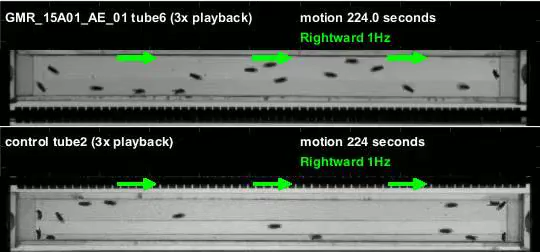 GMR_15A01_AE_01 tube6 (3x playback) motion 224.0 seconds
Rightward 1Hz
control tube2 (3x playback) motion 224 seconds
Rightward 1Hz